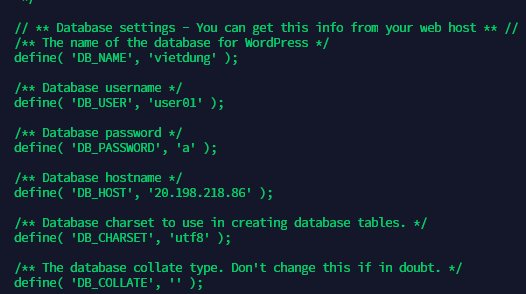 */
// ** Database settings - You can get this info from your web host ** //
/** The name of the database for WordPress */
define( 'DB_NAME', 'vietdung' );
/** Database username */
define( 'DB_USER', 'user01' );
/** Database password */
define( 'DB_PASSWORD', 'a' );
/** Database hostname */
define( 'DB_HOST', '20.198.218.86' );
/** Database charset to use in creating database tables. */
define( 'DB_CHARSET', 'utf8' );
/** The database collate type. Don't change this if in doubt. */
define( 'DB_COLLATE', '' );